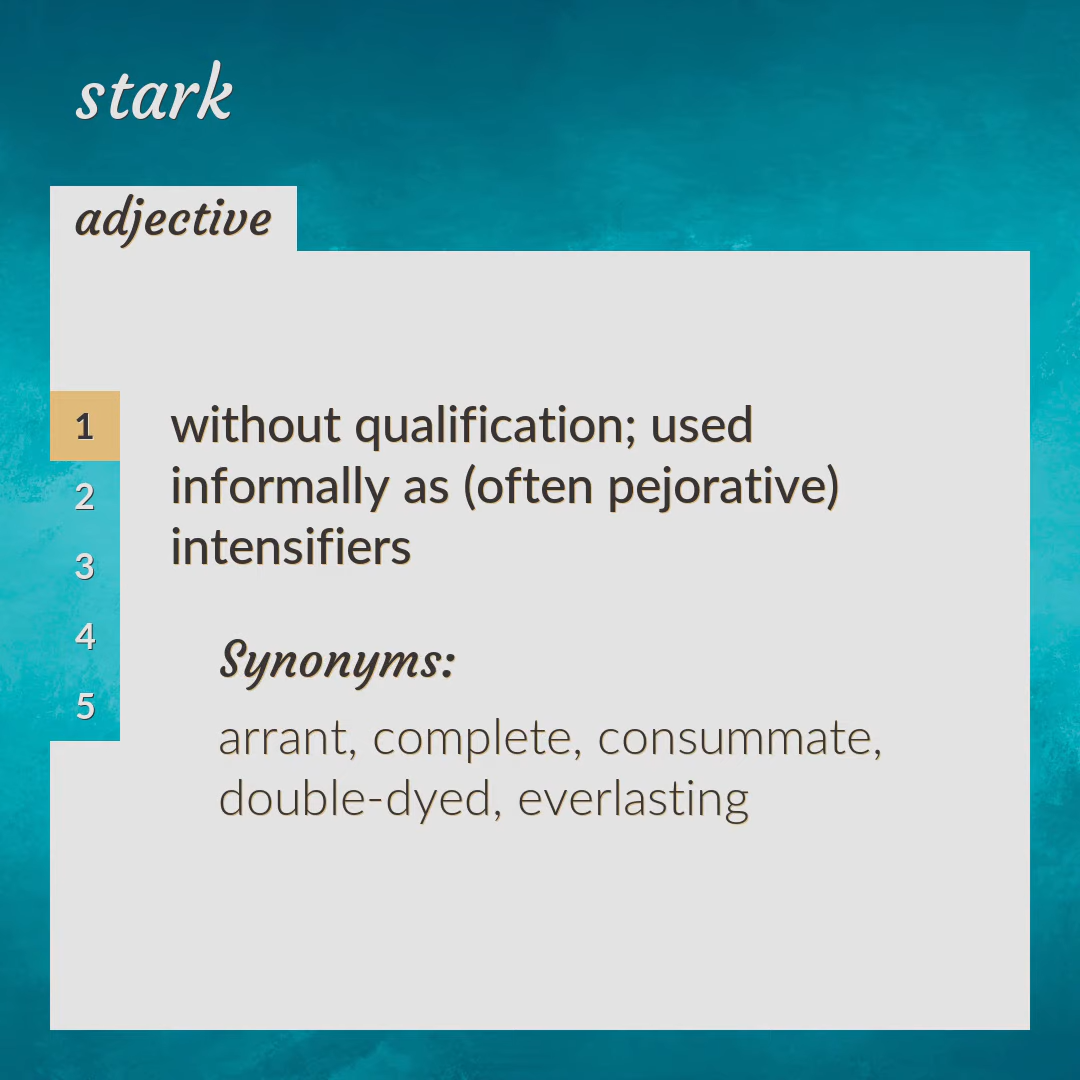 stark
adjective
1
without qualification; used
informally as (often pejorative)
intensifiers
2
3
4
5
Synonyms:
arrant, complete, consummate,
double-dyed, everlasting